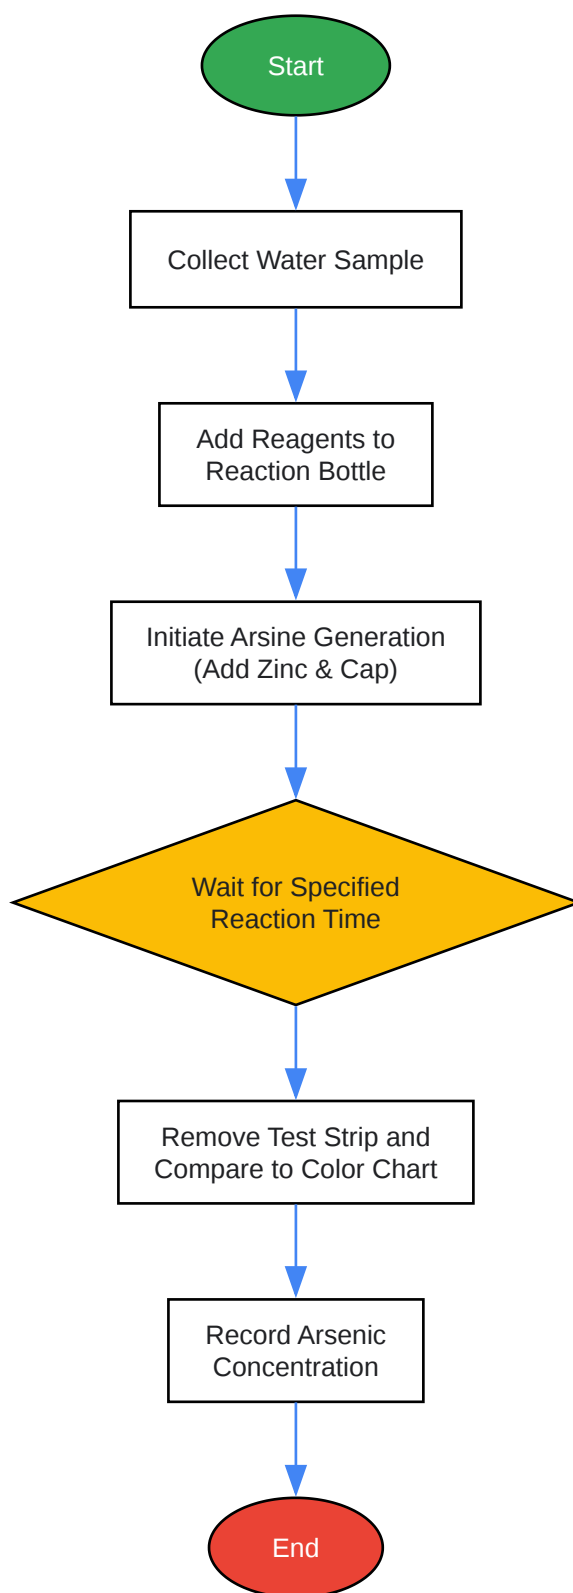 Start
Collect Water Sample
Add Reagents to
Reaction Bottle
Initiate Arsine Generation
(Add Zinc & Cap)
Wait for Specified
Reaction Time
Remove Test Strip and
Compare to Color Chart
Record Arsenic
Concentration
End